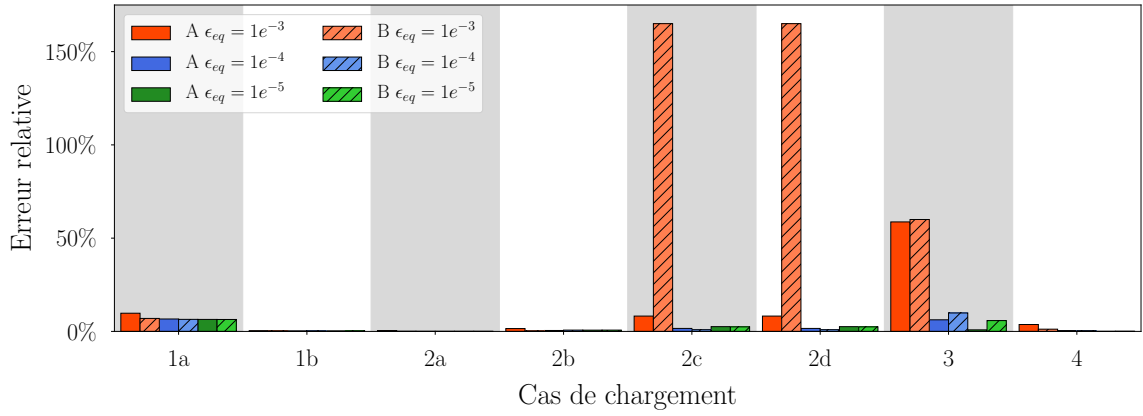 A ϵ_eq = 1e^−3 B ϵ_eq = 1e^−3
A ϵ_eq = 1e^−4 B ϵ_eq = 1e^−4
A ϵ_eq = 1e^−5 B ϵ_eq = 1e^−5
150%
100%
50%
0%
Erreur relative
1a 1b 2a 2b 2c 2d 3 4
Cas de chargement